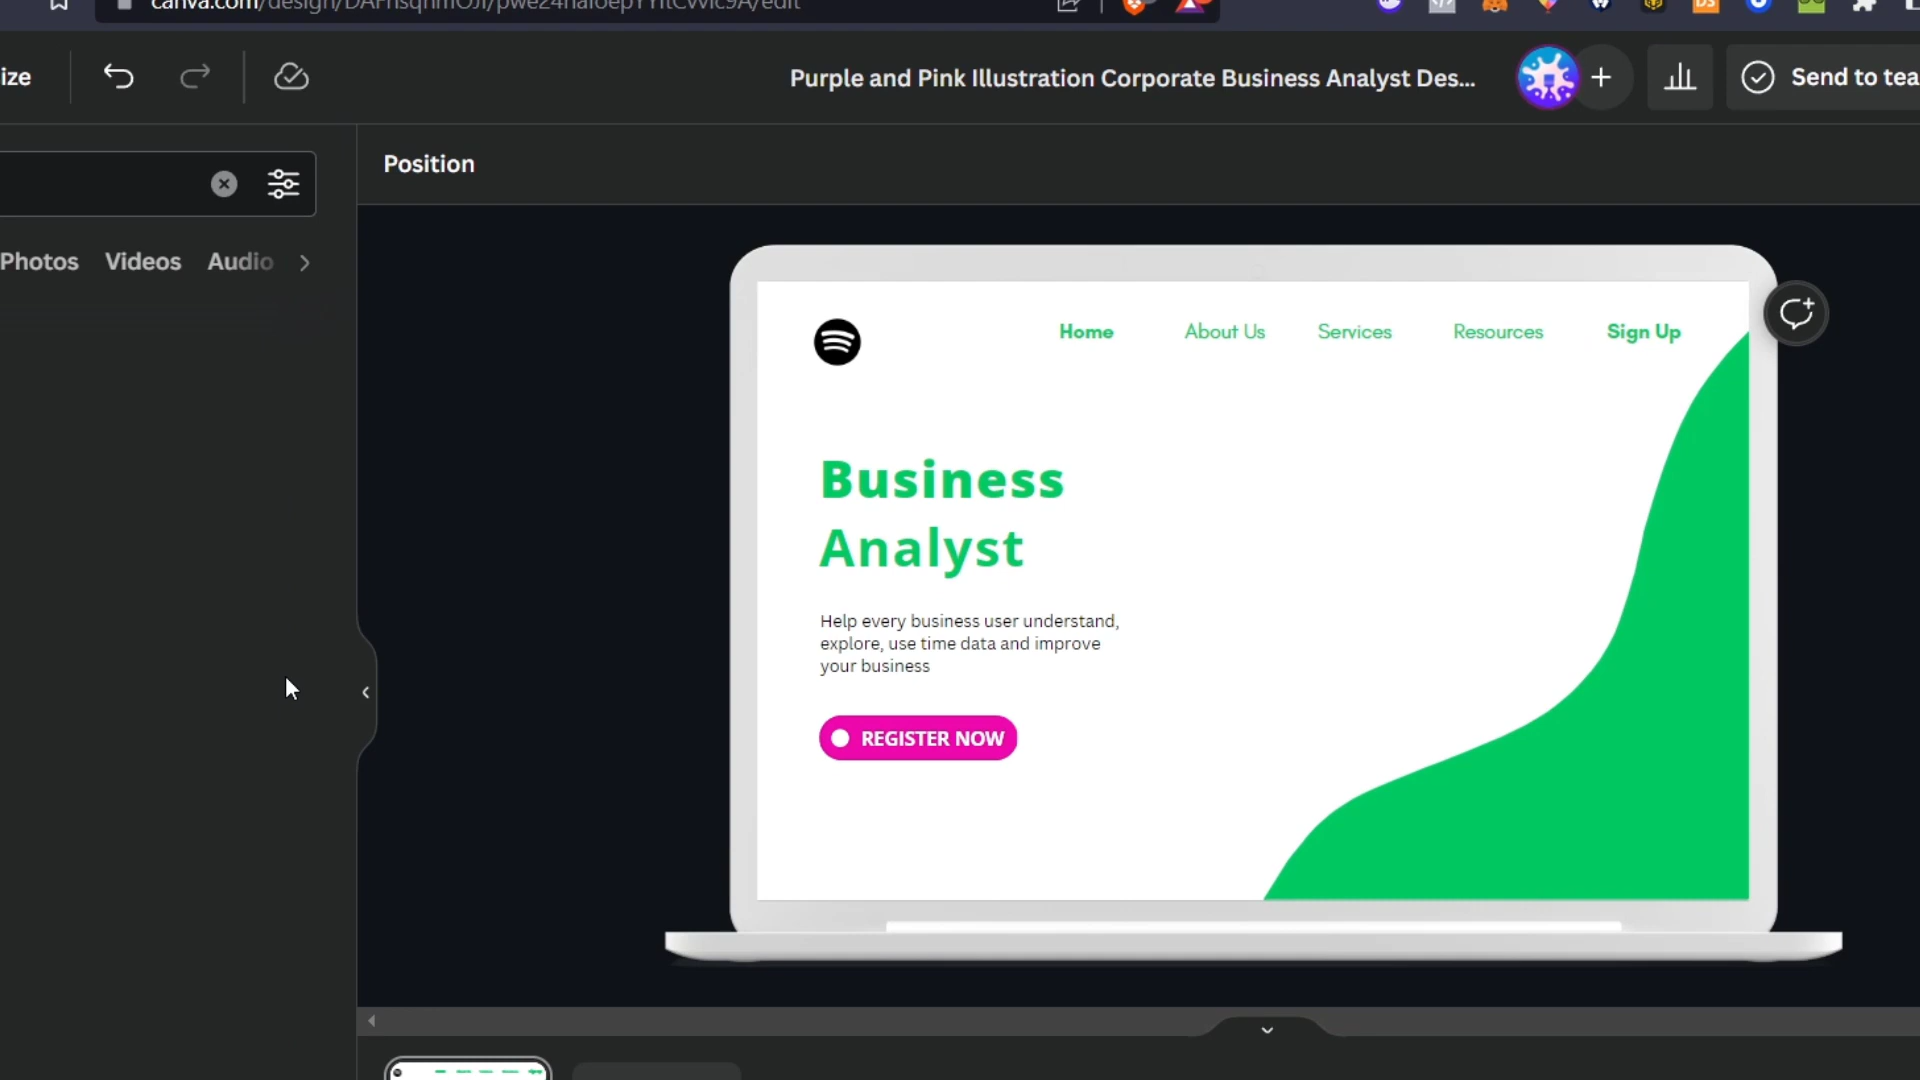 ize
Purple and Pink Illustration Corporate Business Analyst Des...
Send to tea
Position
Photos Videos Audio
Home About Us Services Resources Sign Up
Business
Analyst
Help every business user understand,
explore, use time data and improve
your business
REGISTER NOW